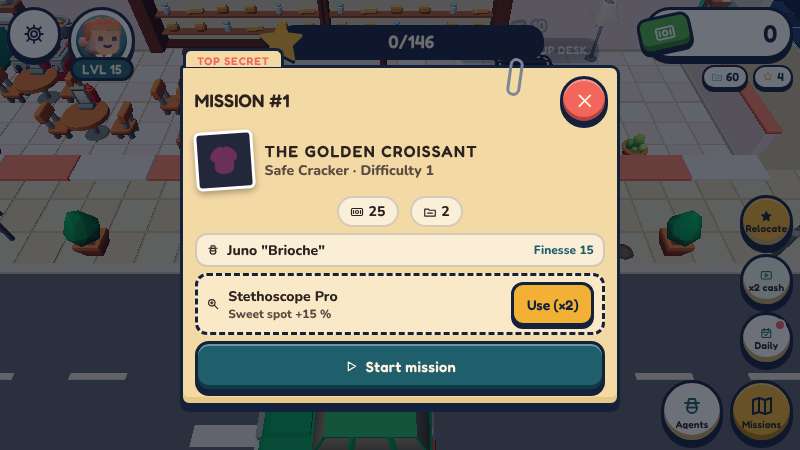 LVL 15
0/146
UP DESK
0
60
4
TOP SECRET
MISSION #1
THE GOLDEN CROISSANT
Safe Cracker · Difficulty 1
25
2
Juno "Brioche"
Finesse 15
Stethoscope Pro
Sweet spot +15 %
Use (x2)
Start mission
Relocate
x2 cash
Daily
Agents
Missions